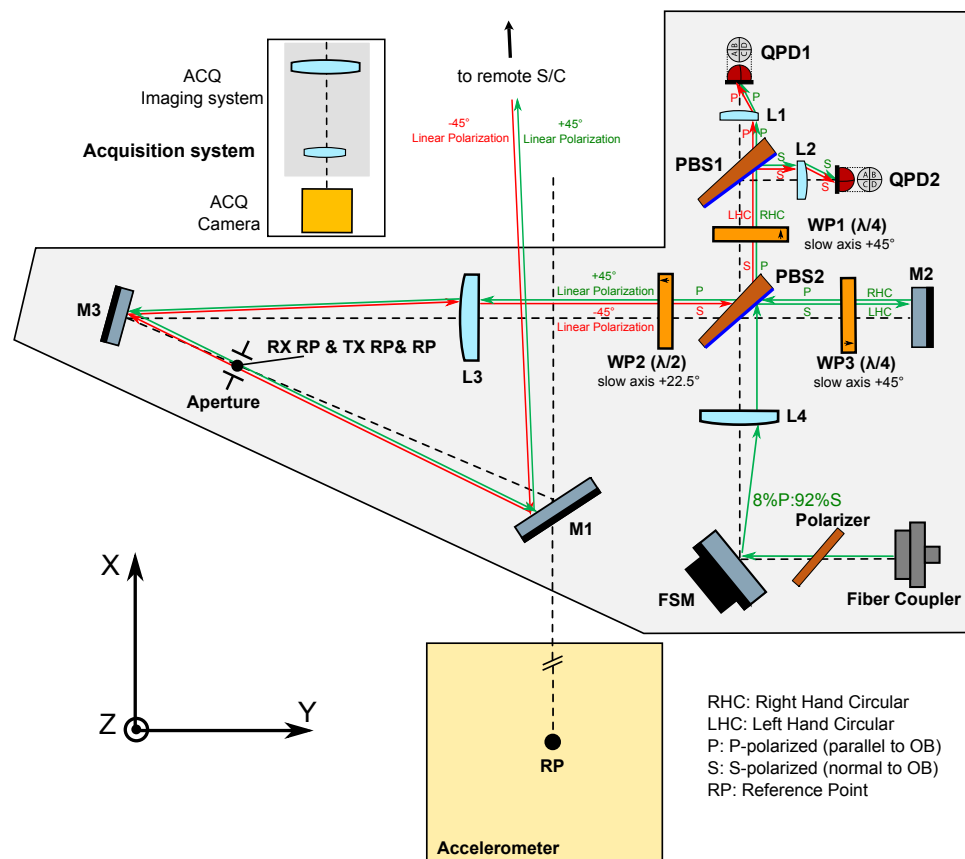 ACQ
Imaging system
Acquisition system
ACQ
Camera
to remote S/C
-45°
Linear Polarization
+45°
Linear Polarization
A B
C D
QPD1
P
P
L1
P
P
PBS1
S
S
L2
S
S
A B
C D
QPD2
LHC
RHC
WP1 (λ/4)
slow axis +45°
S
P
PBS2
M2
M3
+45°
Linear Polarization
P
-45°
Linear Polarization
S
P
RHC
S
LHC
RX RP & TX RP& RP
Aperture
L3
WP2 (λ/2)
slow axis +22.5°
WP3 (λ/4)
slow axis +45°
L4
M1
8%P:92%S
Polarizer
FSM
Fiber Coupler
X
Y
Z
RP
Accelerometer
RHC: Right Hand Circular
LHC: Left Hand Circular
P: P-polarized (parallel to OB)
S: S-polarized (normal to OB)
RP: Reference Point